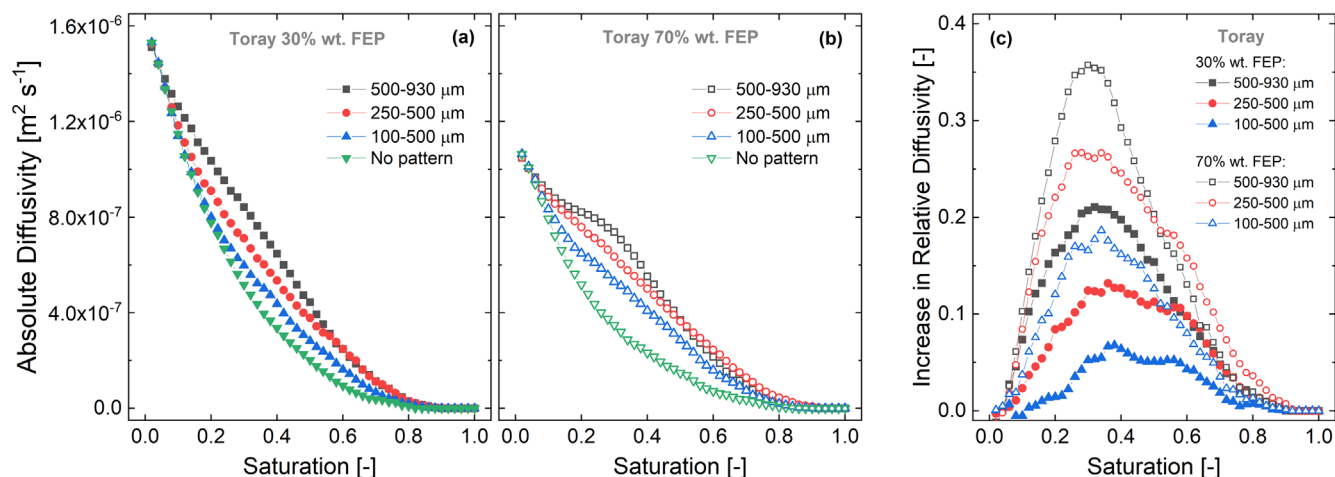 Absolute Diffusivity [m² s⁻¹]
1.6x10⁻⁶
1.2x10⁻⁶
8.0x10⁻⁷
4.0x10⁻⁷
0.0
Toray 30% wt. FEP
(a)
500-930 μm
250-500 μm
100-500 μm
No pattern
0.0 0.2 0.4 0.6 0.8 1.0
Saturation [-]
Toray 70% wt. FEP
(b)
500-930 μm
250-500 μm
100-500 μm
No pattern
0.0 0.2 0.4 0.6 0.8 1.0
Saturation [-]
Increase in Relative Diffusivity [-]
0.4
0.3
0.2
0.1
0.0
(c)
Toray
30% wt. FEP:
500-930 μm
250-500 μm
100-500 μm
70% wt. FEP:
500-930 μm
250-500 μm
100-500 μm
0.0 0.2 0.4 0.6 0.8 1.0
Saturation [-]